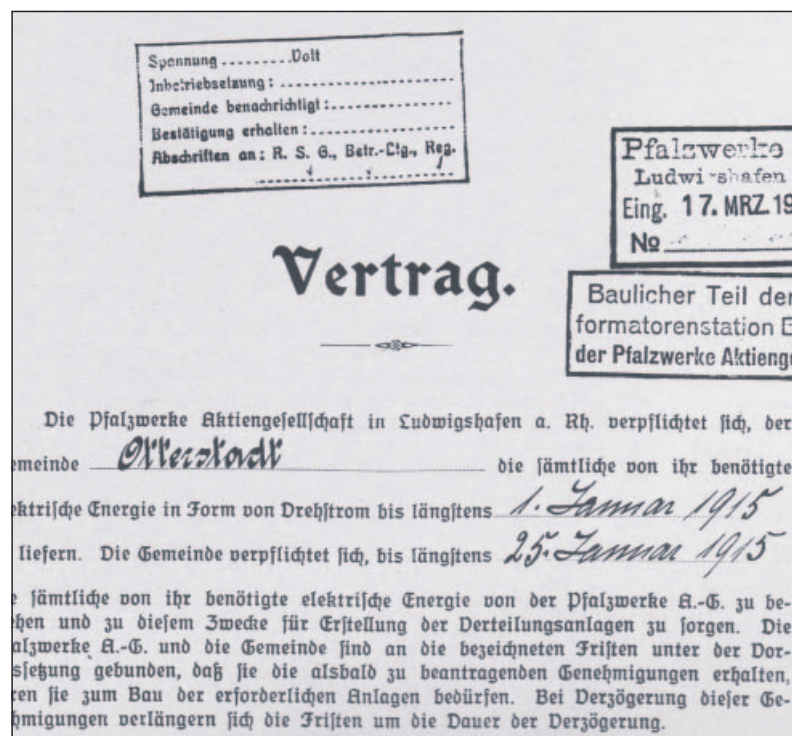 Spannung ......... Volt
Inbetriebsetzung :
Gemeinde benachrichtigt :
Bestätigung erhalten :
Abschriften an : R. S. G., Betr.-Ltg., Reg.
Pfalzwerke
Ludwigshafen
Eing. 17. MRZ. 19
No
Vertrag.
Baulicher Teil der
formatorenstation
der Pfalzwerke Aktienge
Die Pfalzwerke Aktiengesellschaft in Ludwigshafen a. Rh. verpflichtet sich, der
emeinde Otterstadt die sämtliche von ihr benötigte
ektrische Energie in Form von Drehstrom bis längstens 1. Januar 1915
liefern. Die Gemeinde verpflichtet sich, bis längstens 25. Januar 1915
e sämtliche von ihr benötigte elektrische Energie von der Pfalzwerke A.-G. zu be-
hen und zu diesem Zwecke für Erstellung der Verteilungsanlagen zu sorgen. Die
alzwerke A.-G. und die Gemeinde sind an die bezeichneten Fristen unter der Vor-
ssetzung gebunden, daß sie die alsbald zu beantragenden Genehmigungen erhalten,
ren sie zum Bau der erforderlichen Anlagen bedürfen. Bei Verzögerung dieser Ge-
hmigungen verlängern sich die Fristen um die Dauer der Verzögerung.